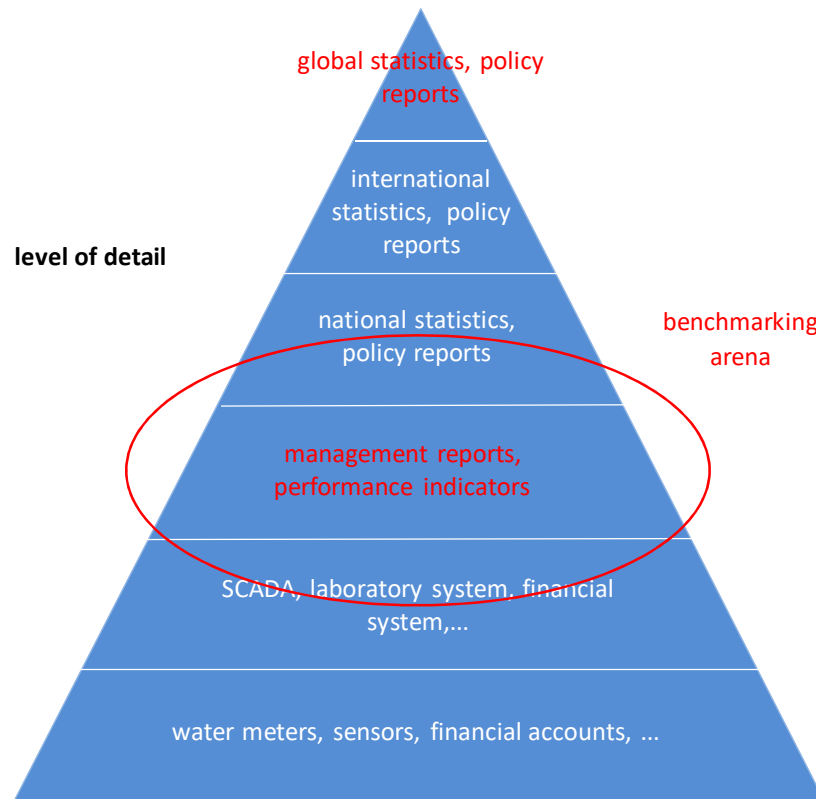 global statistics, policy
reports
international
statistics, policy
reports
level of detail
national statistics,
policy reports
benchmarking
arena
management reports,
performance indicators
SCADA, laboratory system, financial
system,...
water meters, sensors, financial accounts, ...